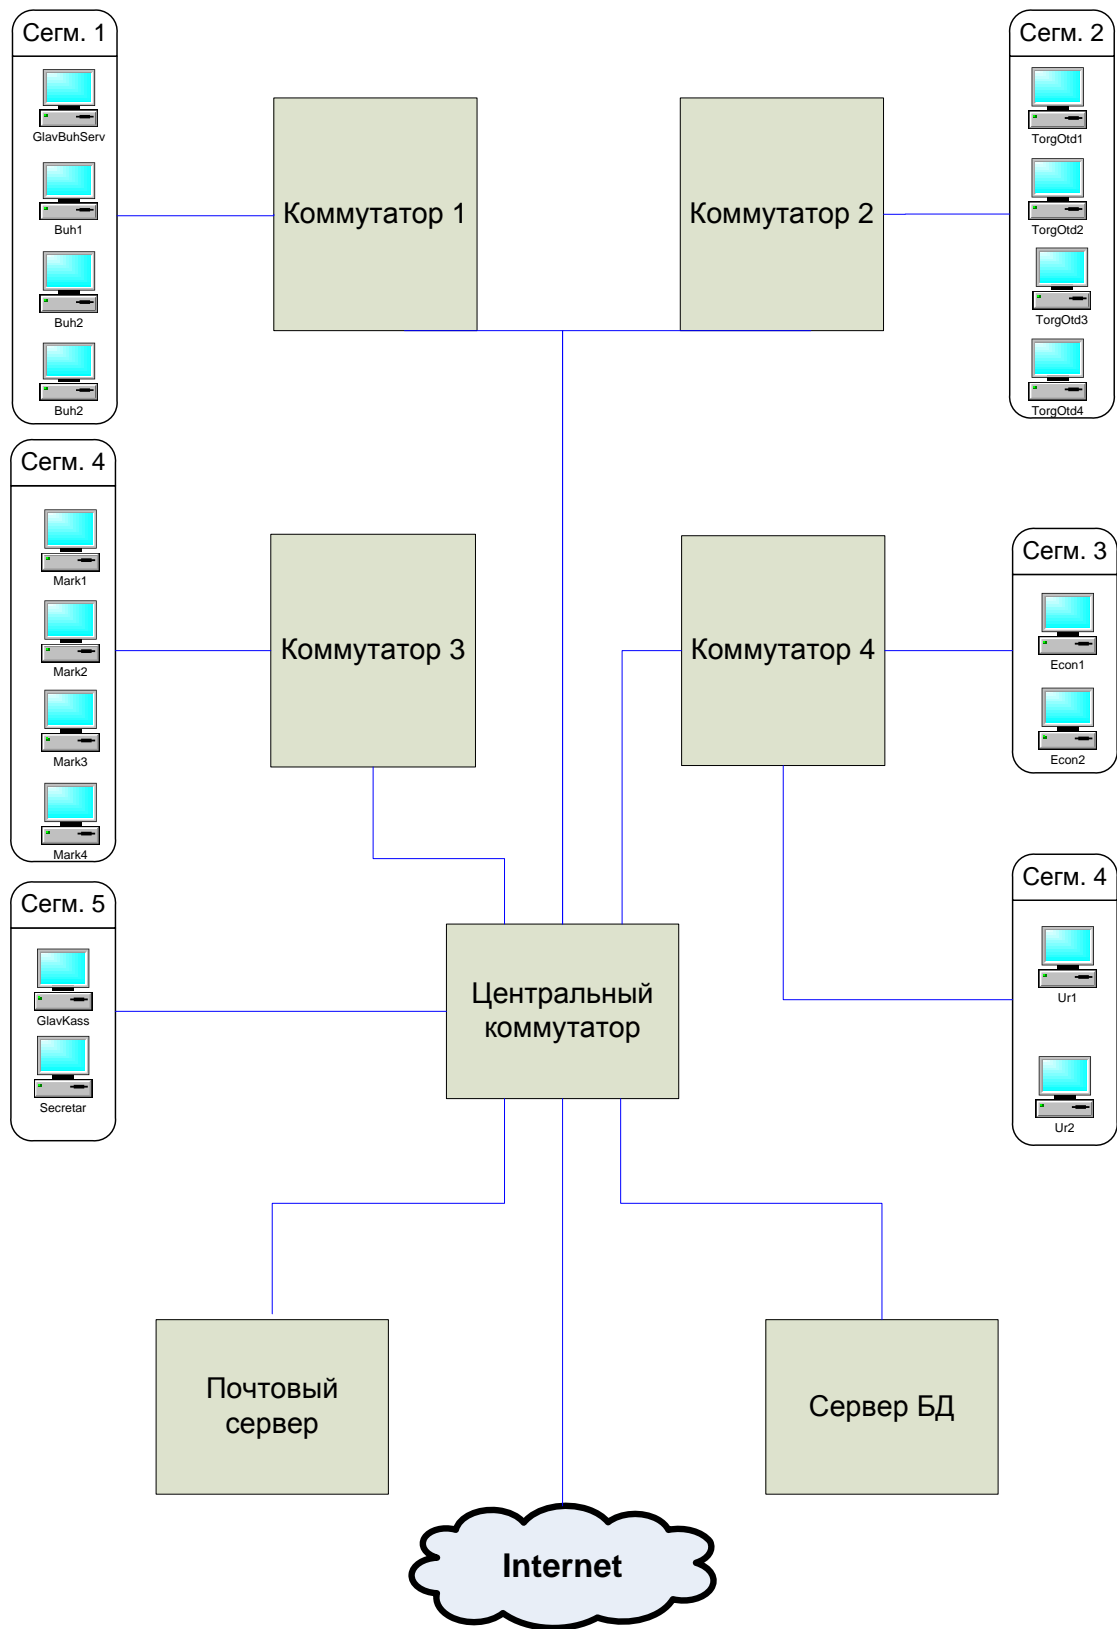 Сегм. 1
GlavBuhServ
Buh1
Buh2
Buh2
Коммутатор 1
Коммутатор 2
Сегм. 2
TorgOtd1
TorgOtd2
TorgOtd3
TorgOtd4
Сегм. 4
Mark1
Mark2
Mark3
Mark4
Коммутатор 3
Коммутатор 4
Сегм. 3
Econ1
Econ2
Сегм. 5
GlavKass
Secretar
Центральный
коммутатор
Сегм. 4
Ur1
Ur2
Почтовый
сервер
Сервер БД
Internet